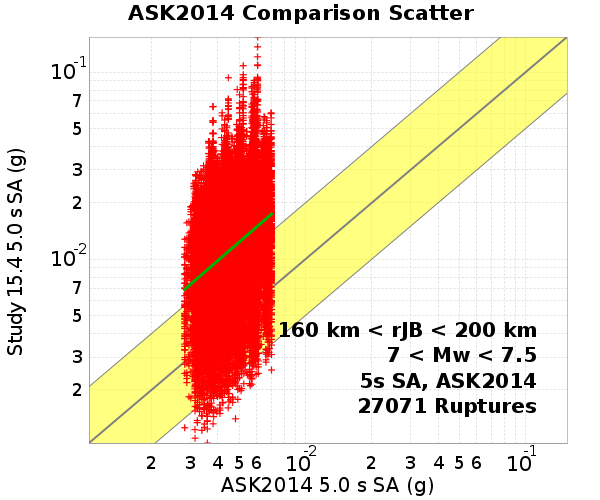 ASK2014 Comparison Scatter
Study 15.4 5.0 s SA (g)
10-1
7
5
3
2
10-2
7
5
3
2
160 km < rJB < 200 km
7 < Mw < 7.5
5s SA, ASK2014
27071 Ruptures
2 3 4 5 6 10-2 2 3 4 5 6 10-1
ASK2014 5.0 s SA (g)